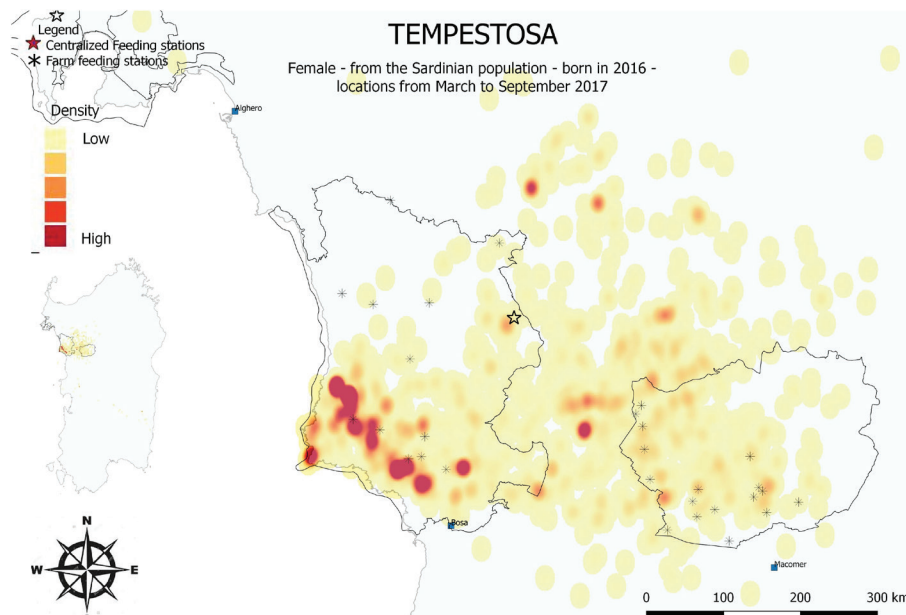 TEMPESTOSA
Female - from the Sardinian population - born in 2016 -
locations from March to September 2017
Legend
Centralized Feeding stations
Farm feeding stations
Density
Low
High
Alghero
Bosa
Macomer
N
W E
S
0 100 200 300 km